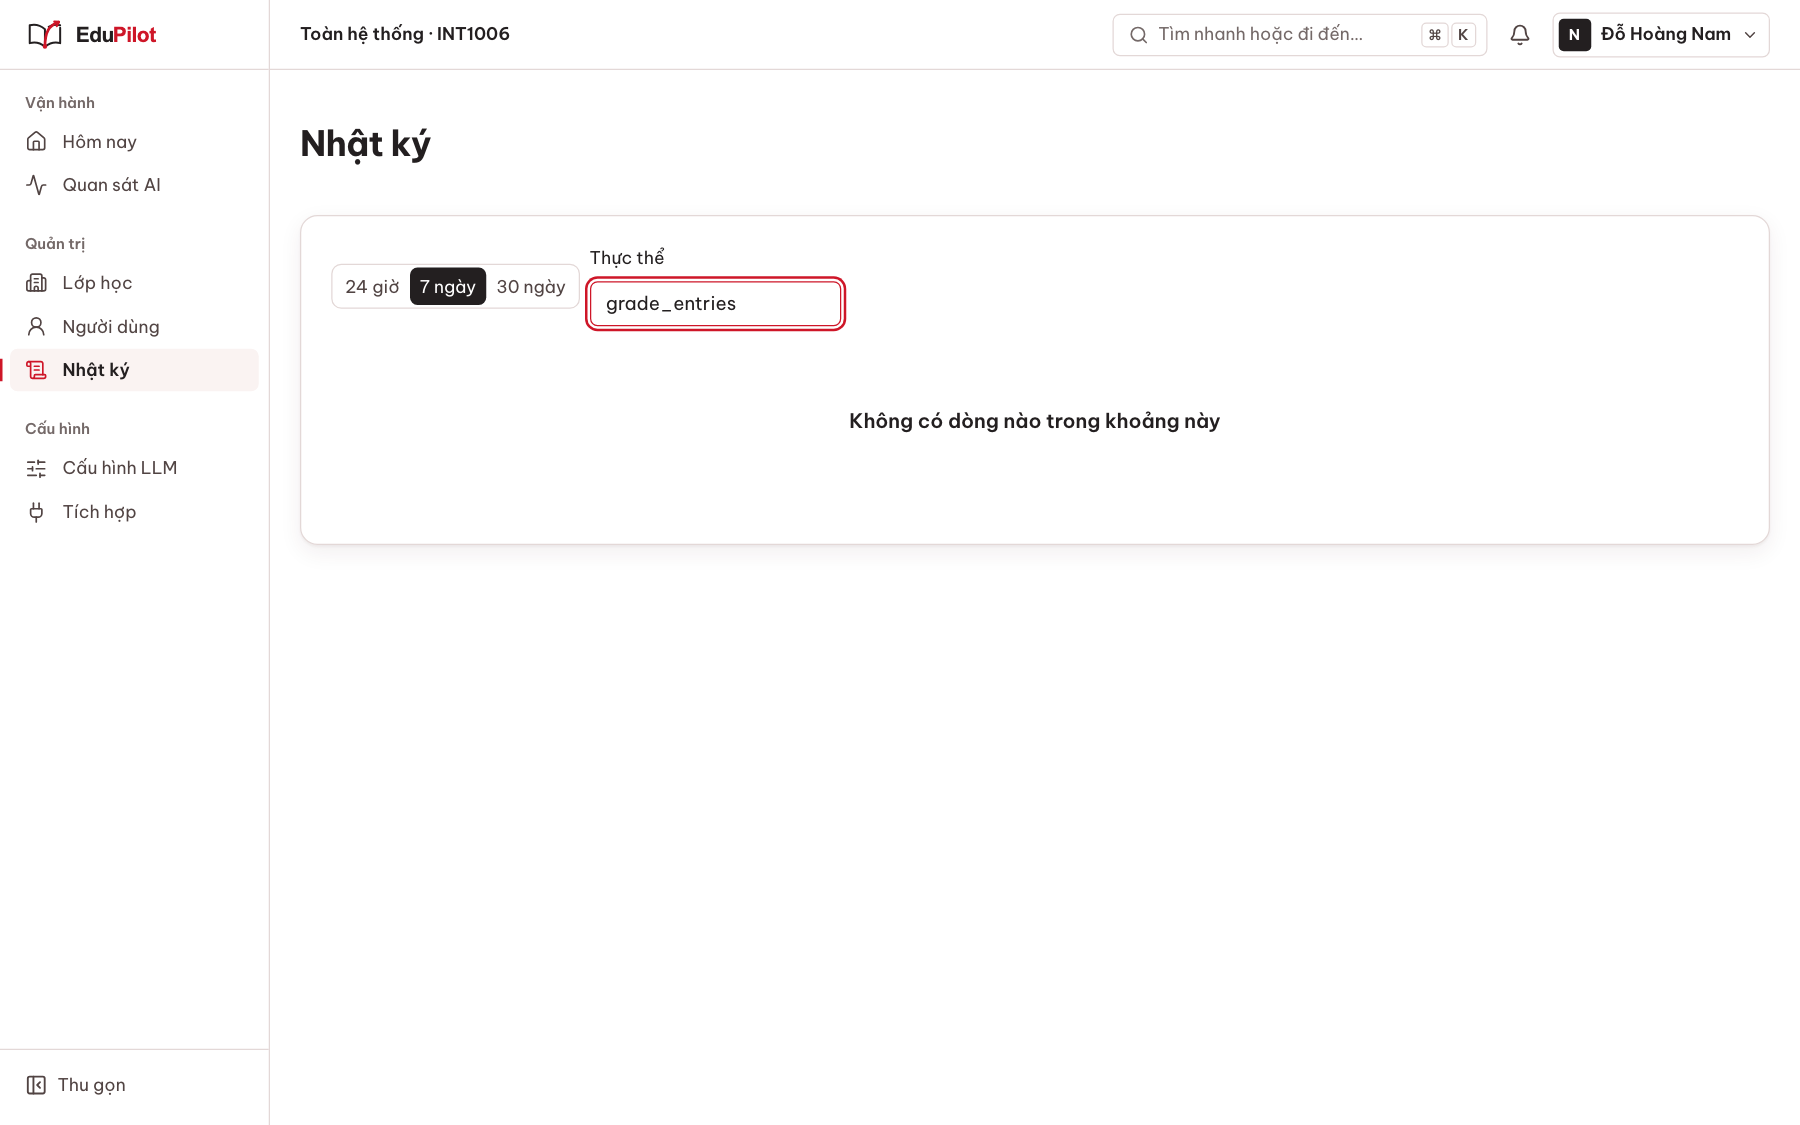 EduPilot
Toàn hệ thống · INT1006
Tìm nhanh hoặc đi đến...
⌘ K
N
Đỗ Hoàng Nam
Vận hành
Hôm nay
Quan sát AI
Quản trị
Lớp học
Người dùng
Nhật ký
Cấu hình
Cấu hình LLM
Tích hợp
Thu gọn
Nhật ký
24 giờ
7 ngày
30 ngày
Thực thể
grade_entries
Không có dòng nào trong khoảng này